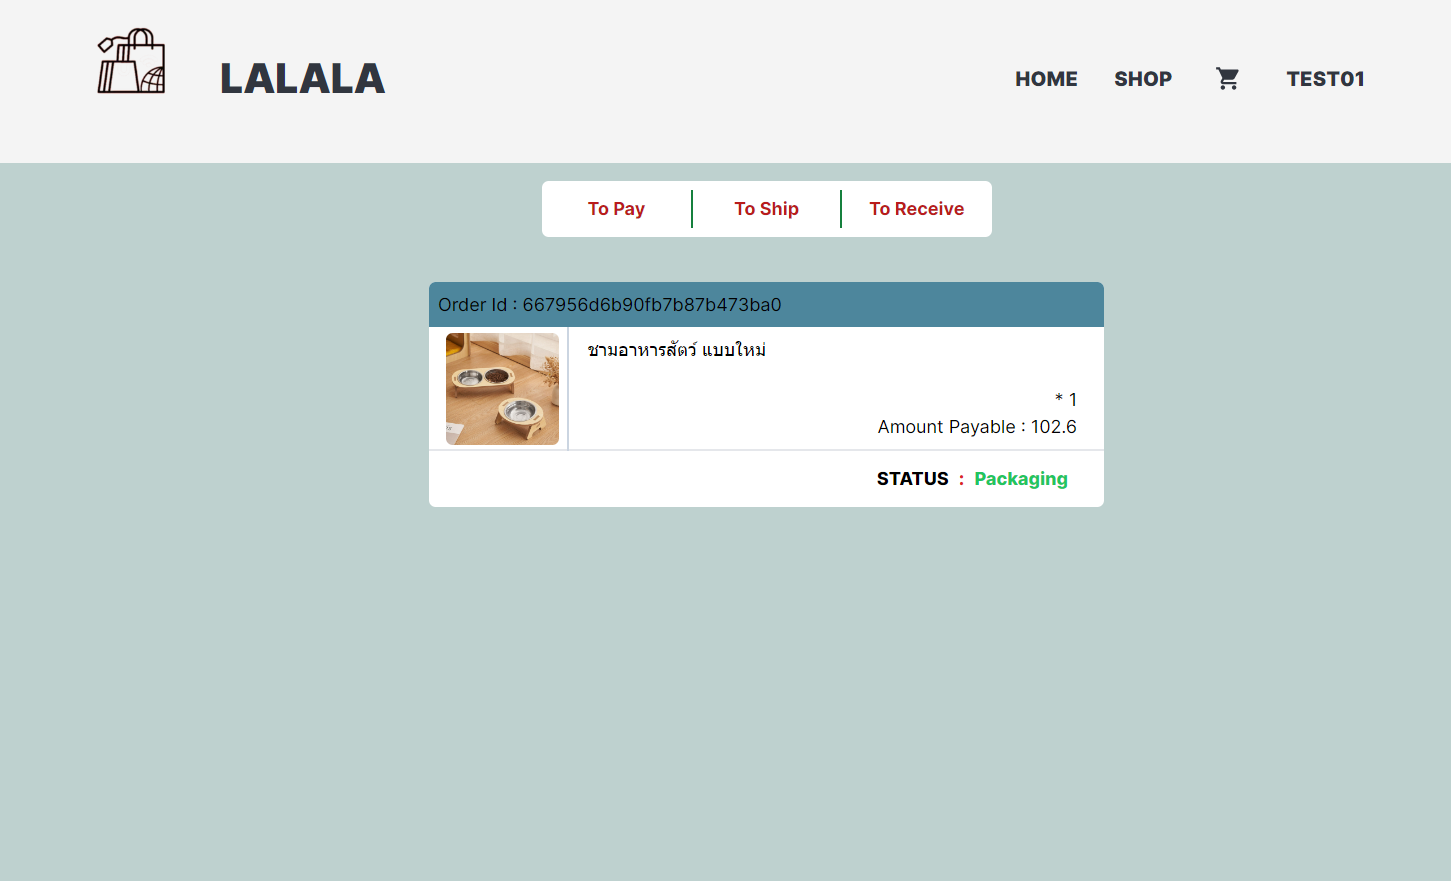 LALALA
HOME SHOP TEST01
To Pay To Ship To Receive
Order Id : 667956d6b90fb7b87b473ba0
ชามอาหารสัตว์ แบบใหม่
* 1
Amount Payable : 102.6
STATUS : Packaging